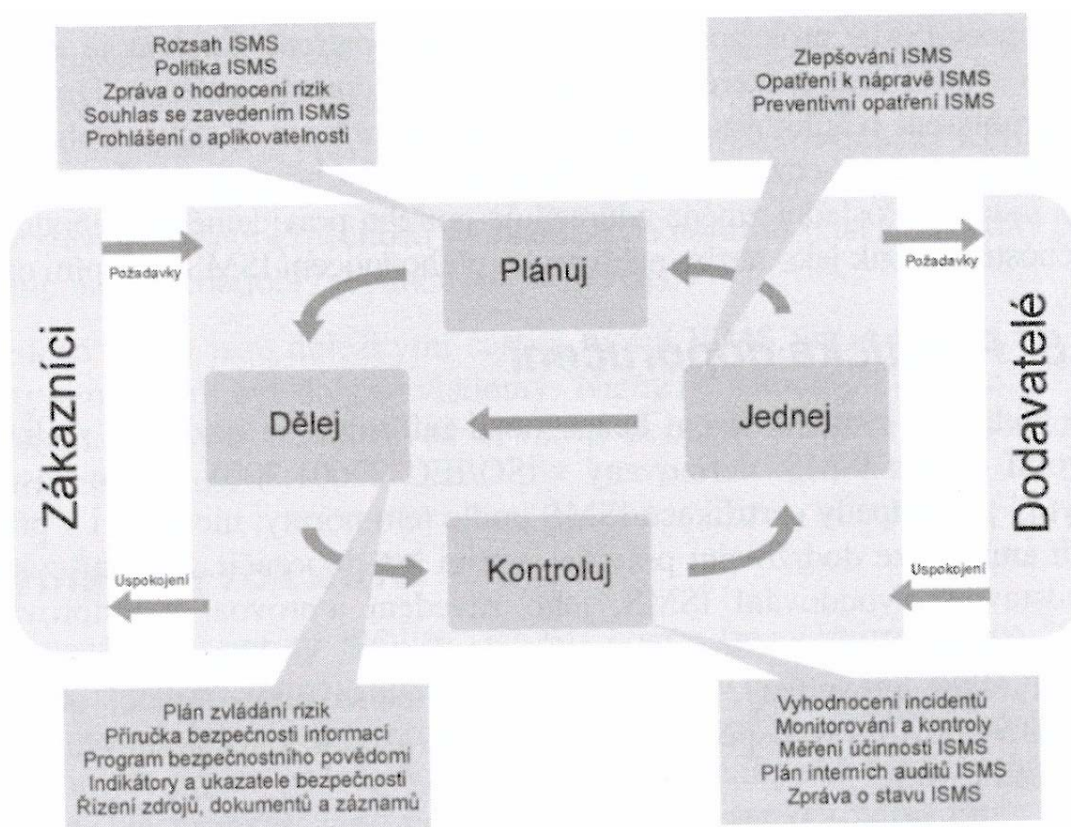 Rozsah ISMS
Politika ISMS
Zpráva o hodnocení rizik
Souhlas se zavedením ISMS
Prohlášení o aplikovatelnosti
Zlepšování ISMS
Opatření k nápravě ISMS
Preventivní opatření ISMS
Požadavky
Plánuj
Požadavky
Zákazníci
Dělej
Jednej
Dodavatelé
Uspokojení
Kontroluj
Uspokojení
Plán zvládání rizik
Příručka bezpečnosti informací
Program bezpečnostního povědomí
Indikátory a ukazatele bezpečnosti
Řízení zdrojů, dokumentů a záznamů
Vyhodnocení incidentů
Monitorování a kontroly
Měření účinnosti ISMS
Plán interních auditů ISMS
Zpráva o stavu ISMS